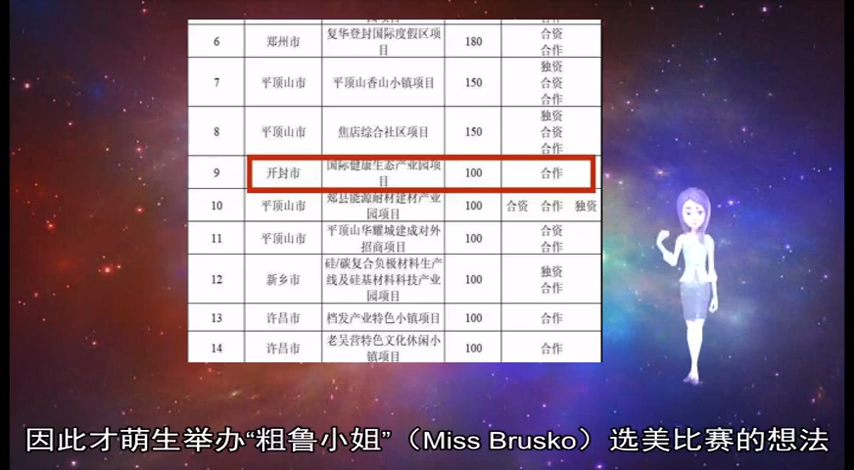 6 郑州市 复华登封国际度假区项目 180 合资 合作
7 平顶山市 平顶山香山小镇项目 150 独资 合资 合作
8 平顶山市 焦店综合社区项目 150 独资 合资 合作
9 开封市 国际健康生态产业园项目 100 合作
10 平顶山市 郏县能源耐材建材产业园项目 100 合资 合作 独资
11 平顶山市 平顶山华耀城建成对外招商项目 100 合资 合作
12 新乡市 硅/碳复合负极材料生产线及硅基材料科技产业园项目 100 独资 合作
13 许昌市 档发产业特色小镇项目 100 合作
14 许昌市 老吴营特色文化休闲小镇项目 100 合作
因此才萌生举办“粗鲁小姐”（Miss Brusko）选美比赛的想法